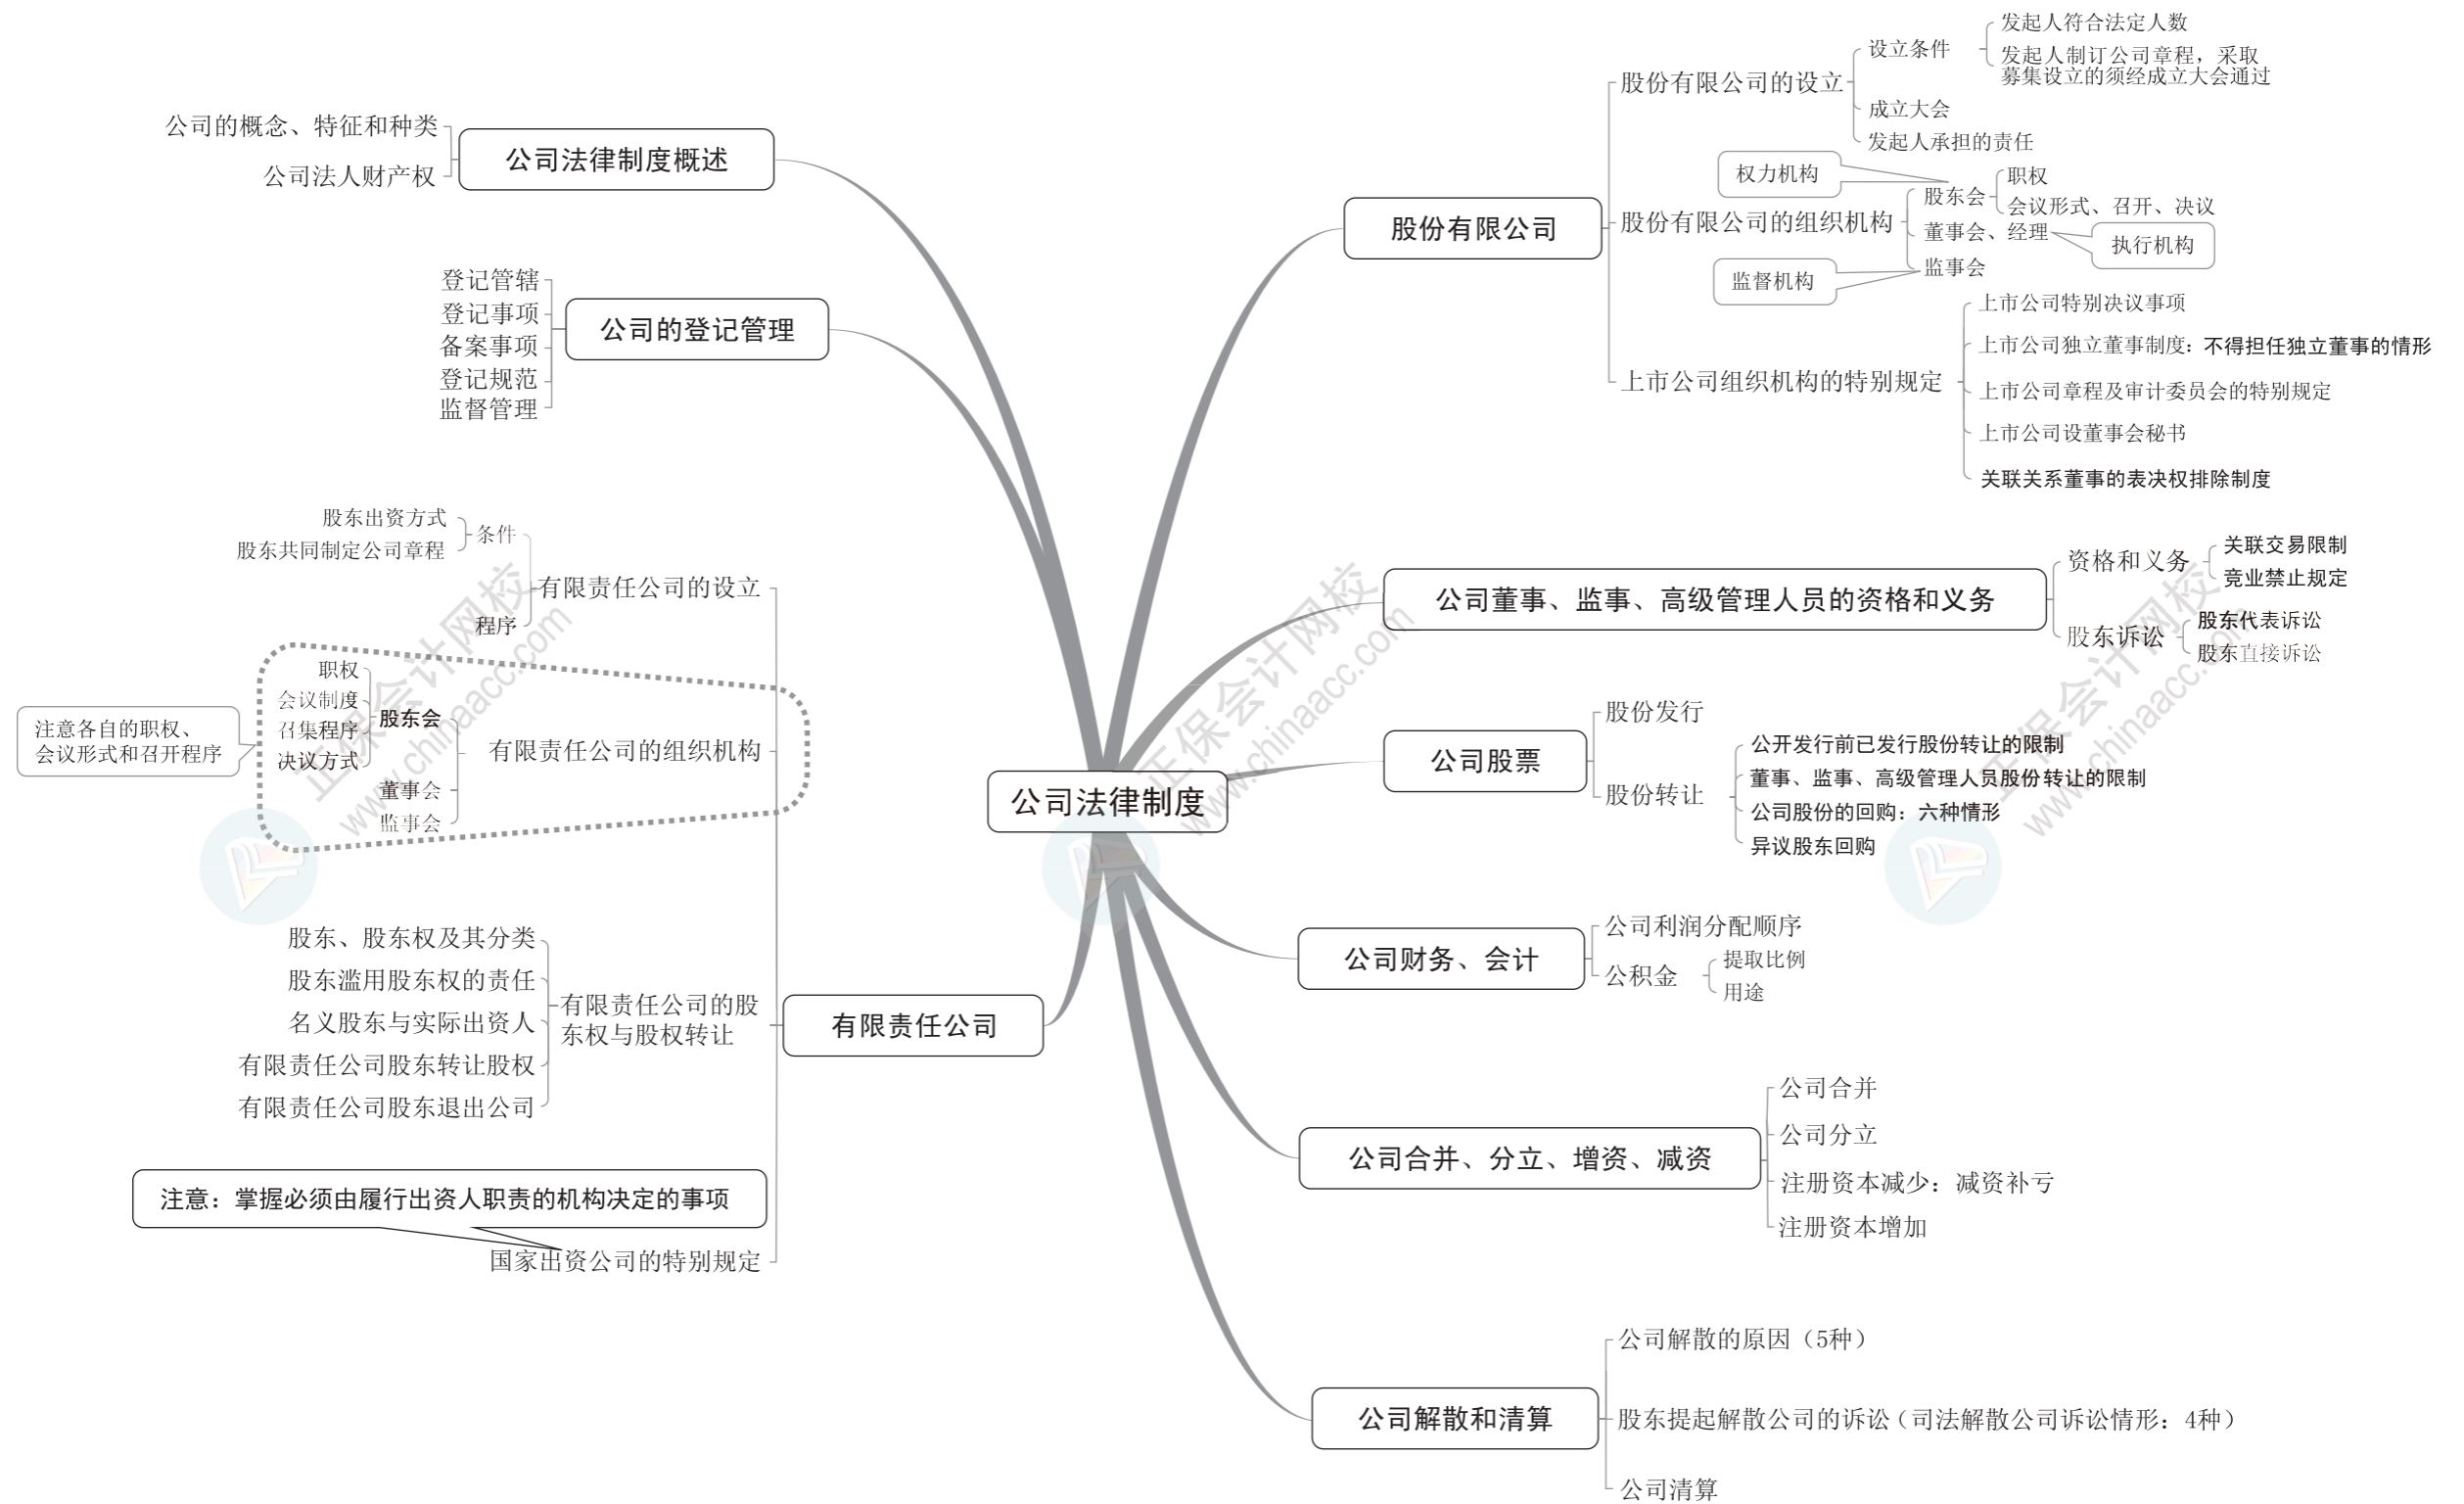 公司法律制度
公司法律制度概述
公司的概念、特征和种类
公司法人财产权
公司的登记管理
登记管辖
登记事项
备案事项
登记规范
监督管理
有限责任公司
有限责任公司的设立
条件
股东出资方式
股东共同制定公司章程
程序
有限责任公司的组织机构
股东会
职权
会议制度
召集程序
决议方式
董事会
监事会
注意各自的职权、
会议形式和召开程序
有限责任公司的股
东权与股权转让
股东、股东权及其分类
股东滥用股东权的责任
名义股东与实际出资人
有限责任公司股东转让股权
有限责任公司股东退出公司
注意：掌握必须由履行出资人职责的机构决定的事项
国家出资公司的特别规定
股份有限公司
股份有限公司的设立
设立条件
发起人符合法定人数
发起人制订公司章程，采取
募集设立的须经成立大会通过
成立大会
发起人承担的责任
股份有限公司的组织机构
权力机构
股东会
职权
会议形式、召开、决议
董事会、经理
执行机构
监督机构
监事会
上市公司组织机构的特别规定
上市公司特别决议事项
上市公司独立董事制度：不得担任独立董事的情形
上市公司章程及审计委员会的特别规定
上市公司设董事会秘书
关联关系董事的表决权排除制度
公司董事、监事、高级管理人员的资格和义务
资格和义务
关联交易限制
竞业禁止规定
股东诉讼
股东代表诉讼
股东直接诉讼
公司股票
股份发行
股份转让
公开发行前已发行股份转让的限制
董事、监事、高级管理人员股份转让的限制
公司股份的回购：六种情形
异议股东回购
公司财务、会计
公司利润分配顺序
公积金
提取比例
用途
公司合并、分立、增资、减资
公司合并
公司分立
注册资本减少：减资补亏
注册资本增加
公司解散和清算
公司解散的原因（5种）
股东提起解散公司的诉讼（司法解散公司诉讼情形：4种）
公司清算
正保会计网校
www.chinaacc.com
正保会计网校
www.chinaacc.com
正保会计网校
www.chinaacc.com